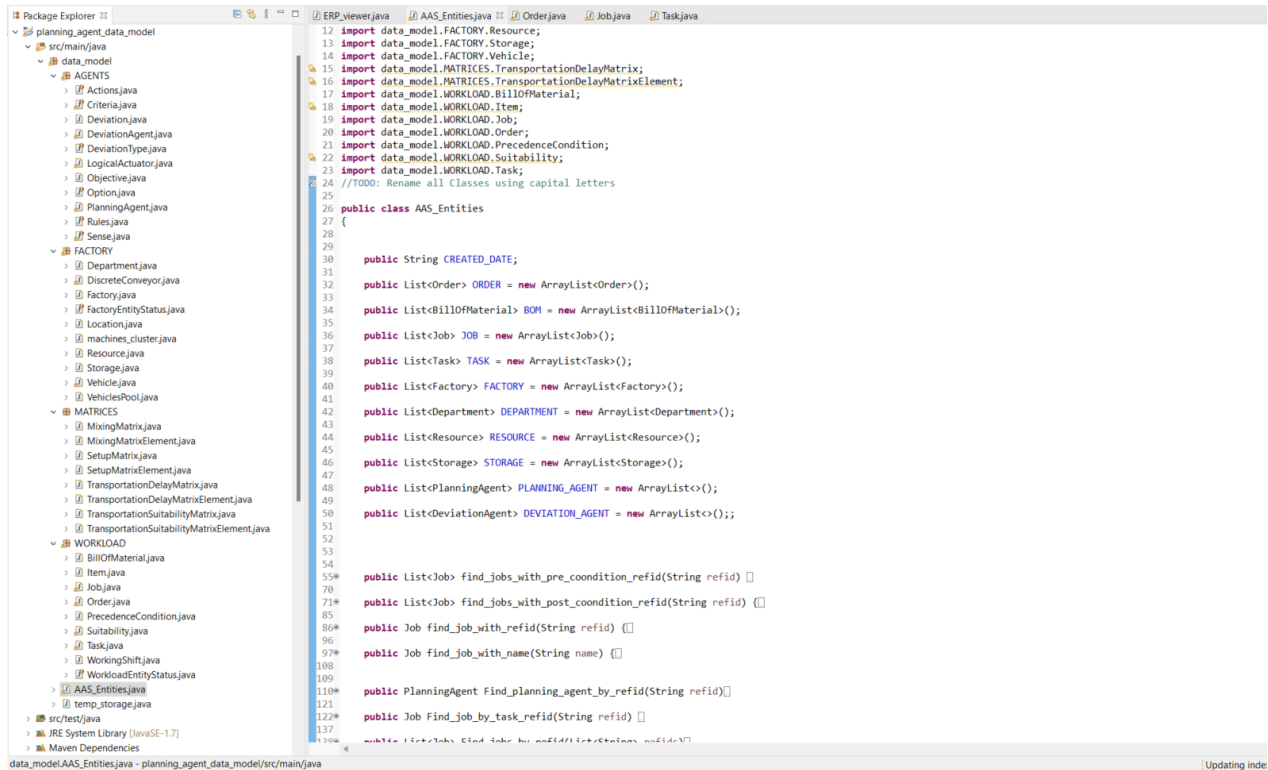 Package Explorer
planning_agent_data_model
src/main/java
data_model
AGENTS
Actions.java
Criteria.java
Deviation.java
DeviationAgent.java
DeviationType.java
LogicalActuator.java
Objective.java
Option.java
PlanningAgent.java
Rules.java
Sense.java
FACTORY
Department.java
DiscreteConveyor.java
Factory.java
FactoryEntityStatus.java
Location.java
machines_cluster.java
Resource.java
Storage.java
Vehicle.java
VehiclesPool.java
MATRICES
MixingMatrix.java
MixingMatrixElement.java
SetupMatrix.java
SetupMatrixElement.java
TransportationDelayMatrix.java
TransportationDelayMatrixElement.java
TransportationSuitabilityMatrix.java
TransportationSuitabilityMatrixElement.java
WORKLOAD
BillOfMaterial.java
Item.java
Job.java
Order.java
PrecedenceCondition.java
Suitability.java
Task.java
WorkingShift.java
WorkloadEntityStatus.java
AAS_Entities.java
temp_storage.java
src/test/java
JRE System Library [JavaSE-1.7]
Maven Dependencies
ERP_viewer.java AAS_Entities.java Order.java Job.java Task.java
12 import data_model.FACTORY.Resource;
13 import data_model.FACTORY.Storage;
14 import data_model.FACTORY.Vehicle;
15 import data_model.MATRICES.TransportationDelayMatrix;
16 import data_model.MATRICES.TransportationDelayMatrixElement;
17 import data_model.WORKLOAD.BillOfMaterial;
18 import data_model.WORKLOAD.Item;
19 import data_model.WORKLOAD.Job;
20 import data_model.WORKLOAD.Order;
21 import data_model.WORKLOAD.PrecedenceCondition;
22 import data_model.WORKLOAD.Suitability;
23 import data_model.WORKLOAD.Task;
24 //TODO: Rename all Classes using capital letters
25
26 public class AAS_Entities
27 {
28
29
30 public String CREATED_DATE;
31
32 public List<Order> ORDER = new ArrayList<Order>();
33
34 public List<BillOfMaterial> BOM = new ArrayList<BillOfMaterial>();
35
36 public List<Job> JOB = new ArrayList<Job>();
37
38 public List<Task> TASK = new ArrayList<Task>();
39
40 public List<Factory> FACTORY = new ArrayList<Factory>();
41
42 public List<Department> DEPARTMENT = new ArrayList<Department>();
43
44 public List<Resource> RESOURCE = new ArrayList<Resource>();
45
46 public List<Storage> STORAGE = new ArrayList<Storage>();
47
48 public List<PlanningAgent> PLANNING_AGENT = new ArrayList<>();
49
50 public List<DeviationAgent> DEVIATION_AGENT = new ArrayList<>();;
51
52
53
54
55 public List<Job> find_jobs_with_pre_coondition_refid(String refid)
70
71 public List<Job> find_jobs_with_post_coondition_refid(String refid) {
85
86 public Job find_job_with_refid(String refid) {
96
97 public Job find_job_with_name(String name) {
108
109
110 public PlanningAgent Find_planning_agent_by_refid(String refid)
121
122 public Job Find_job_by_task_refid(String refid)
137
138 public List<Job> Find_jobs_by_refid(List<String> refids)
data_model.AAS_Entities.java - planning_agent_data_model/src/main/java
Updating inde